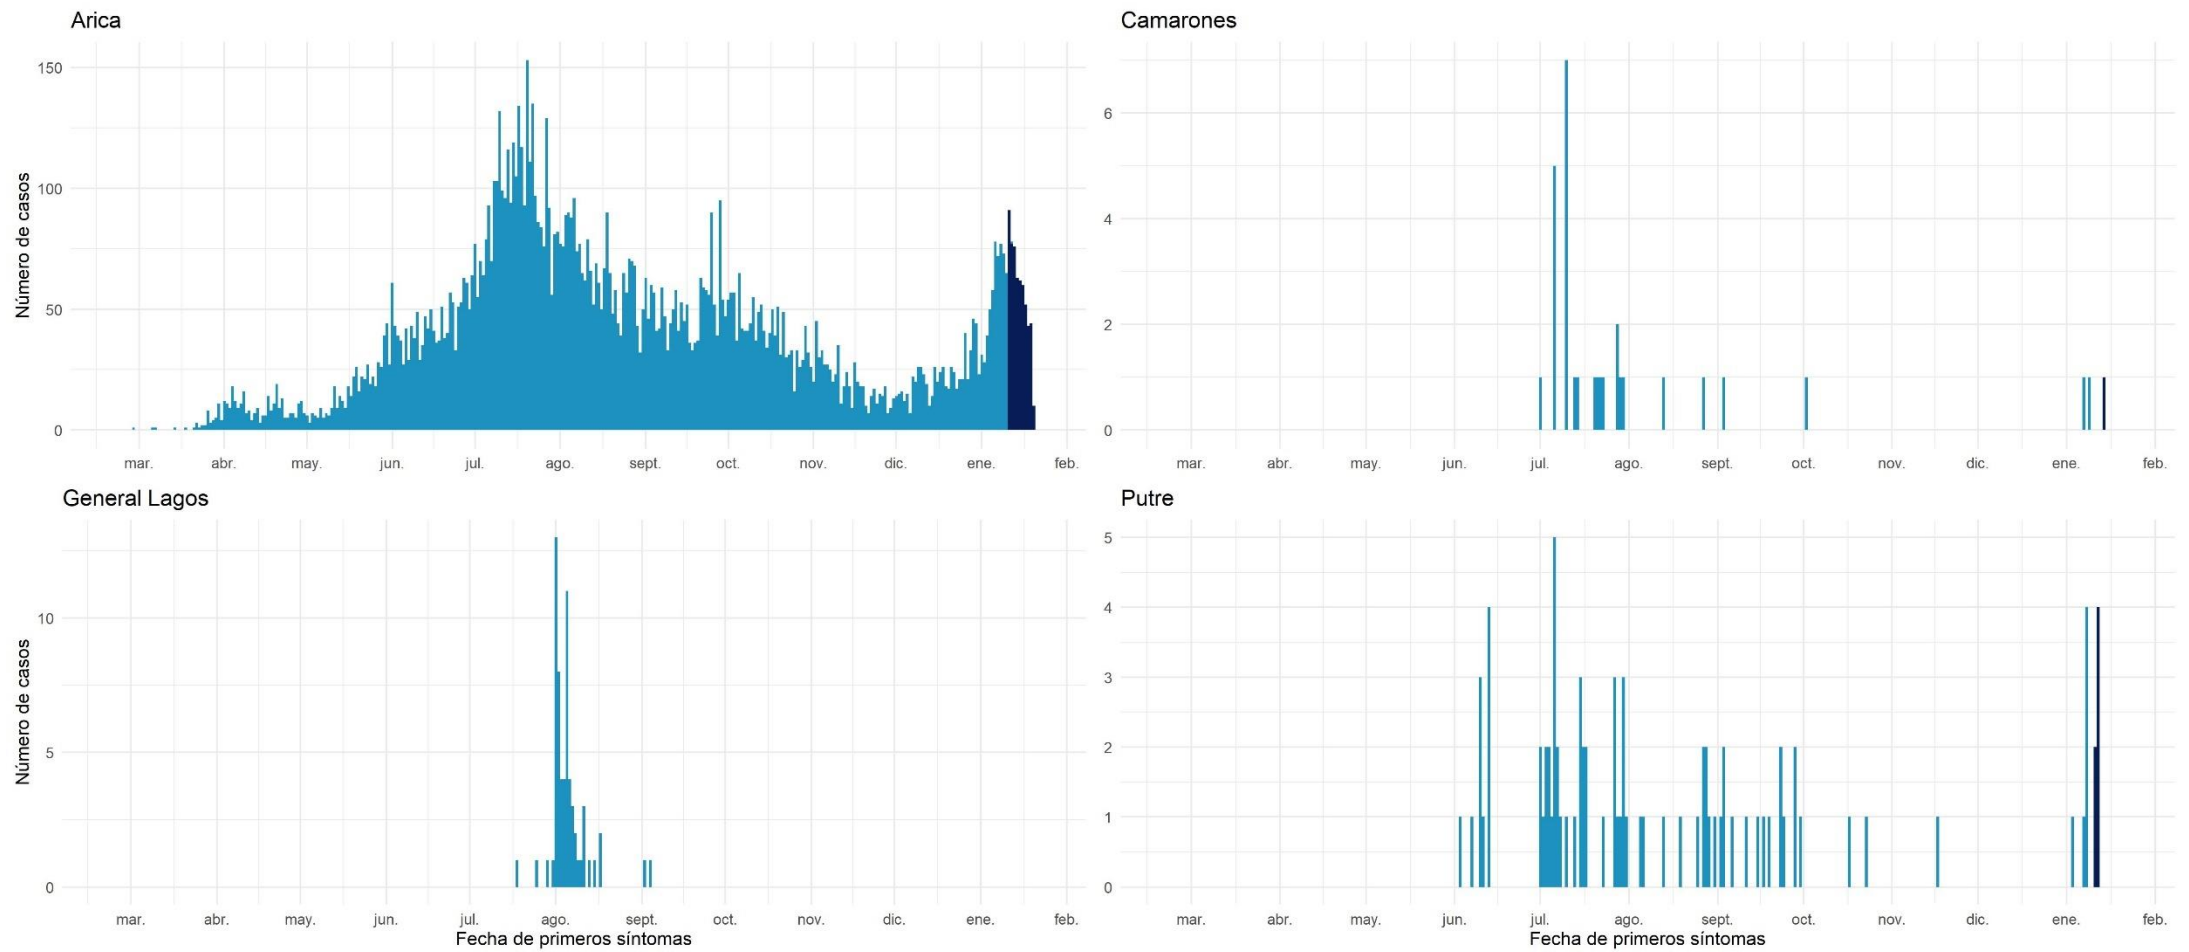 Arica
Número de casos
150
100
50
0
mar. abr. may. jun. jul. ago. sept. oct. nov. dic. ene. feb.
Camarones
6
4
2
0
mar. abr. may. jun. jul. ago. sept. oct. nov. dic. ene. feb.
General Lagos
Número de casos
10
5
0
mar. abr. may. jun. jul. ago. sept. oct. nov. dic. ene. feb.
Fecha de primeros síntomas
Putre
5
4
3
2
1
0
mar. abr. may. jun. jul. ago. sept. oct. nov. dic. ene. feb.
Fecha de primeros síntomas